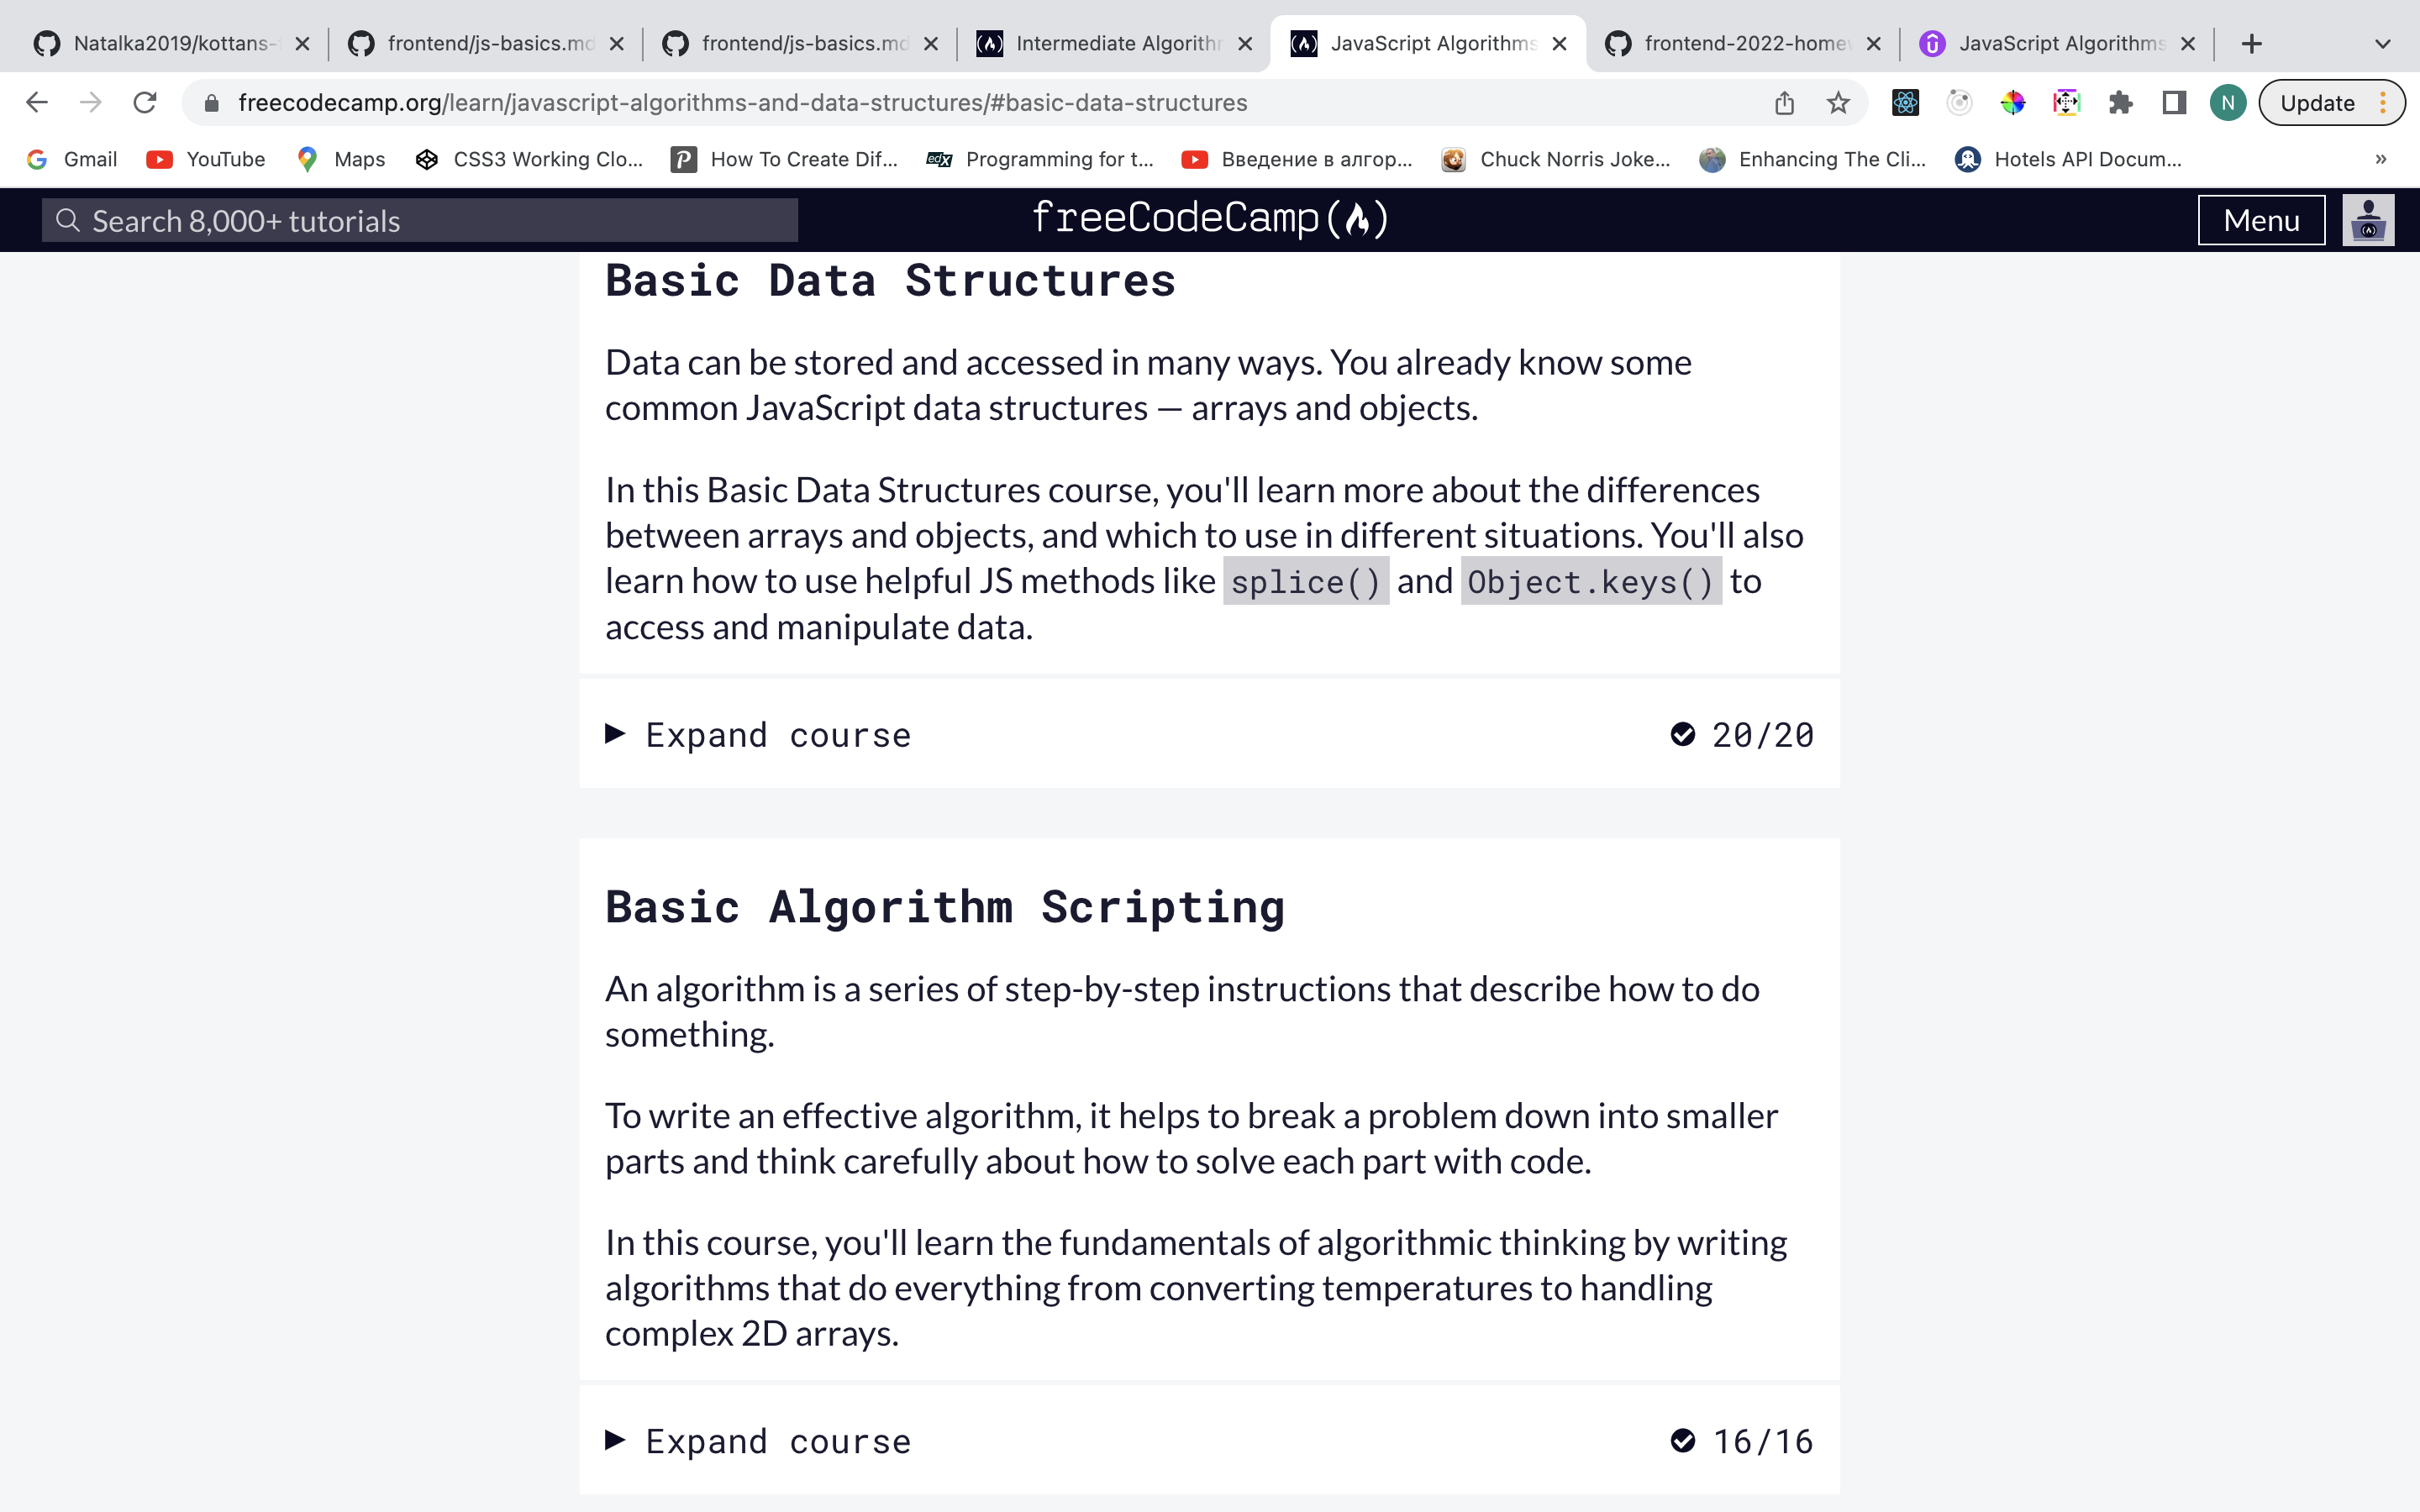 Natalka2019/kottans-
frontend/js-basics.md
frontend/js-basics.md
Intermediate Algorithm
JavaScript Algorithms
frontend-2022-homew
JavaScript Algorithms
freecodecamp.org/learn/javascript-algorithms-and-data-structures/#basic-data-structures
N
Update
Gmail
YouTube
Maps
CSS3 Working Clo...
How To Create Dif...
edX
Programming for t...
Введение в алгор...
Chuck Norris Joke...
Enhancing The Cli...
Hotels API Docum...
»
Search 8,000+ tutorials
freeCodeCamp
Menu
Basic Data Structures
Data can be stored and accessed in many ways. You already know some
common JavaScript data structures — arrays and objects.
In this Basic Data Structures course, you'll learn more about the differences
between arrays and objects, and which to use in different situations. You'll also
learn how to use helpful JS methods like splice() and Object.keys() to
access and manipulate data.
Expand course
20/20
Basic Algorithm Scripting
An algorithm is a series of step-by-step instructions that describe how to do
something.
To write an effective algorithm, it helps to break a problem down into smaller
parts and think carefully about how to solve each part with code.
In this course, you'll learn the fundamentals of algorithmic thinking by writing
algorithms that do everything from converting temperatures to handling
complex 2D arrays.
Expand course
16/16